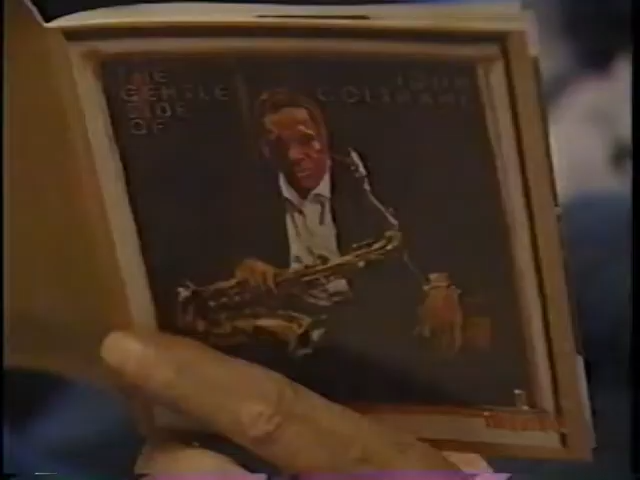 THE
GENTLE
SIDE
OF
JOHN
COLTRANE